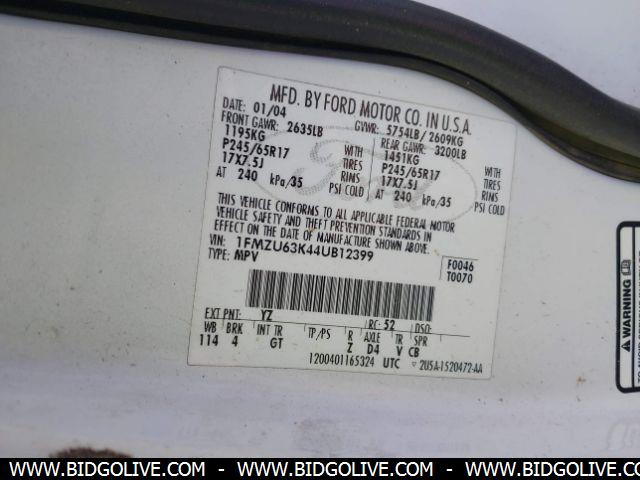 MFD. BY FORD MOTOR CO. IN U.S.A.
DATE: 01/04 GVWR: 5754LB/2609KG
FRONT GAWR: 2635LB REAR GAWR: 3200LB
1195KG WITH 1451KG WITH
P245/65R17 TIRES P245/65R17 TIRES
17X7.5J RIMS 17X7.5J RIMS
AT 240 kPa/35 PSI COLD AT 240 kPa/35 PSI COLD
THIS VEHICLE CONFORMS TO ALL APPLICABLE FEDERAL MOTOR
VEHICLE SAFETY AND THEFT PREVENTION STANDARDS IN
EFFECT ON THE DATE OF MANUFACTURE SHOWN ABOVE.
VIN: 1FMZU63K44UB12399
TYPE: MPV
F0046
T0070
EXT PNT: YZ RC: 52 DSO:
WB BRK INT TR TP/PS R AXLE TR SPR
114 4 GT Z D4 V CB
1200401165324 UTC 2U5A-1520472-AA
Ford
WARNING
WWW.BIDGOLIVE.COM - WWW.BIDGOLIVE.COM - WWW.BIDGOLIVE.COM